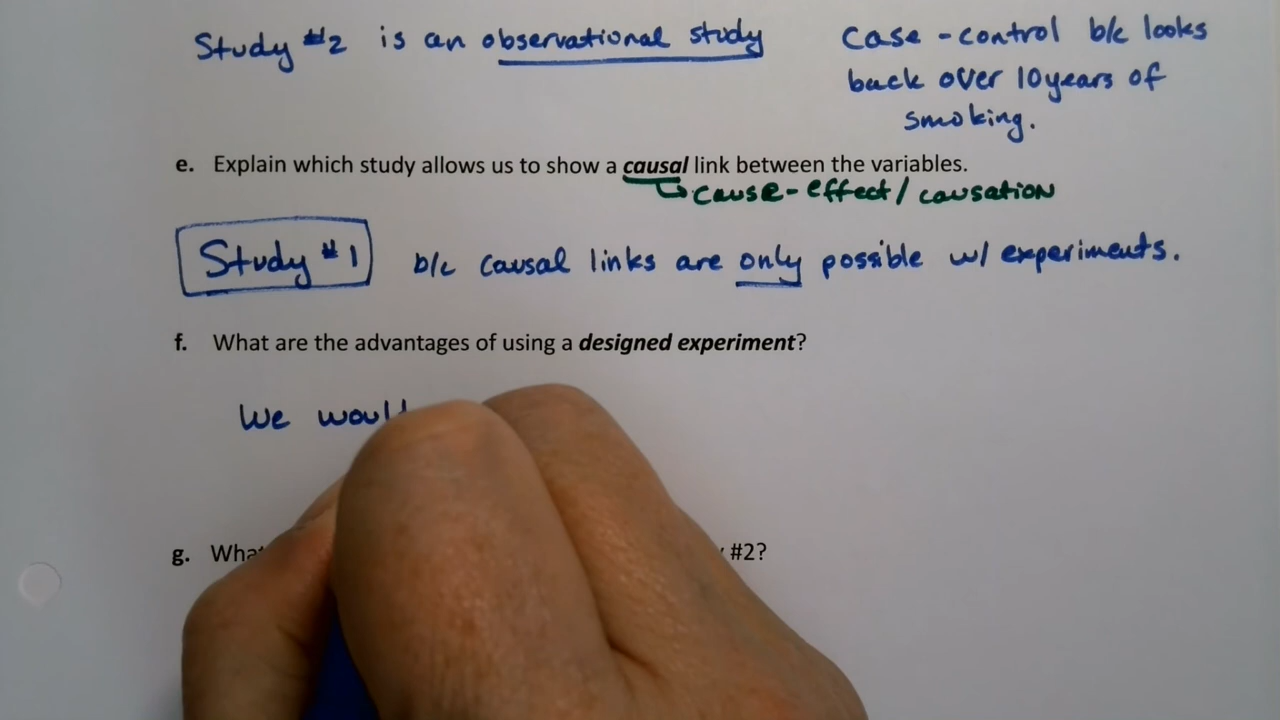 Study #2 is an observational study
case-control b/c looks
back over 10 years of
smoking.
e. Explain which study allows us to show a causal link between the variables.
cause-effect / causation
Study #1 b/c causal links are only possible w/ experiments.
f. What are the advantages of using a designed experiment?
We would
g. What #2?